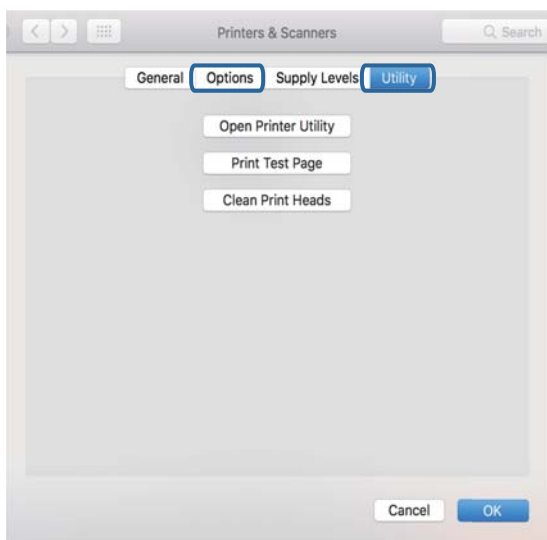 Printers & Scanners Search
General Options Supply Levels Utility
Open Printer Utility
Print Test Page
Clean Print Heads
Cancel OK